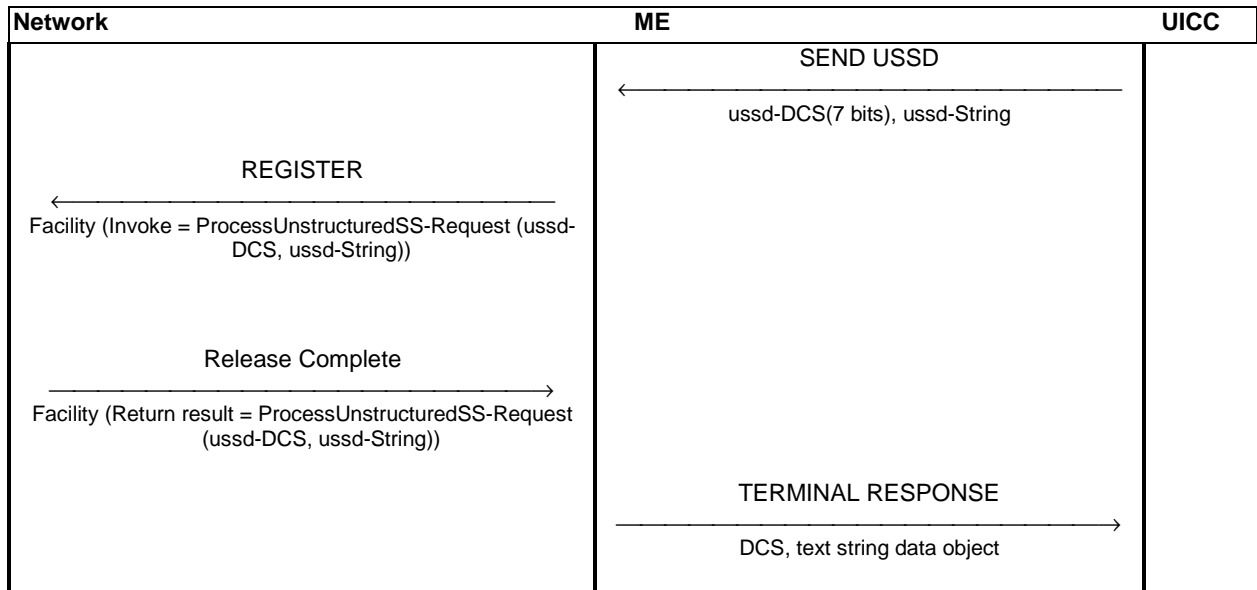 Network ME UICC
SEND USSD
ussd-DCS(7 bits), ussd-String
REGISTER
Facility (Invoke = ProcessUnstructuredSS-Request (ussd-
DCS, ussd-String))
Release Complete
Facility (Return result = ProcessUnstructuredSS-Request
(ussd-DCS, ussd-String))
TERMINAL RESPONSE
DCS, text string data object